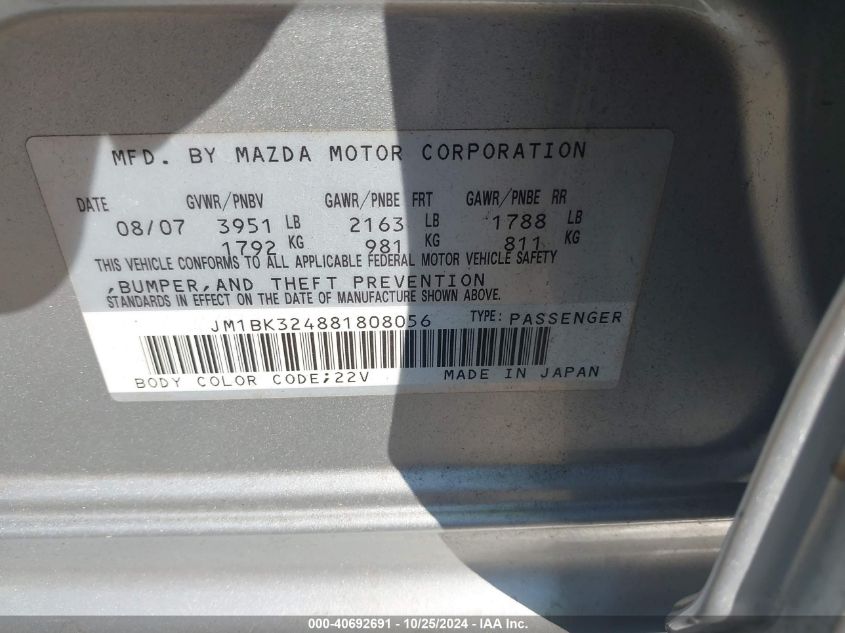 MFD. BY MAZDA MOTOR CORPORATION
DATE GVWR/PNBV GAWR/PNBE FRT GAWR/PNBE RR
08/07 3951 LB 2163 LB 1788 LB
1792 KG 981 KG 811 KG
THIS VEHICLE CONFORMS TO ALL APPLICABLE FEDERAL MOTOR VEHICLE SAFETY
,BUMPER,AND THEFT PREVENTION
STANDARDS IN EFFECT ON THE DATE OF MANUFACTURE SHOWN ABOVE.
JM1BK324881808056 TYPE: PASSENGER
BODY COLOR CODE;22V MADE IN JAPAN
000-40692691 - 10/25/2024 - IAA Inc.